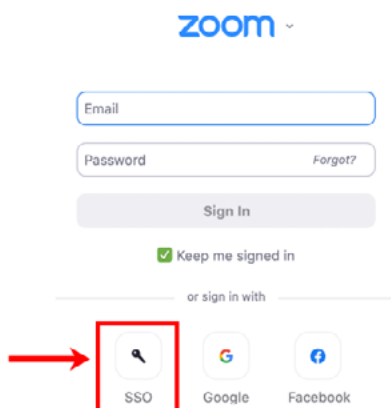 zoom
Email
Password Forgot?
Sign In
Keep me signed in
or sign in with
SSO Google Facebook